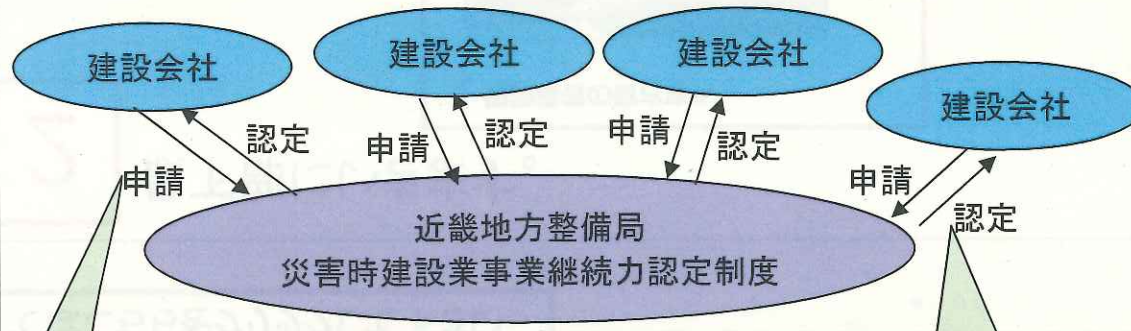 建設会社
建設会社
建設会社
建設会社
申請
認定
申請
認定
申請
認定
申請
認定
近畿地方整備局
災害時建設業事業継続力認定制度